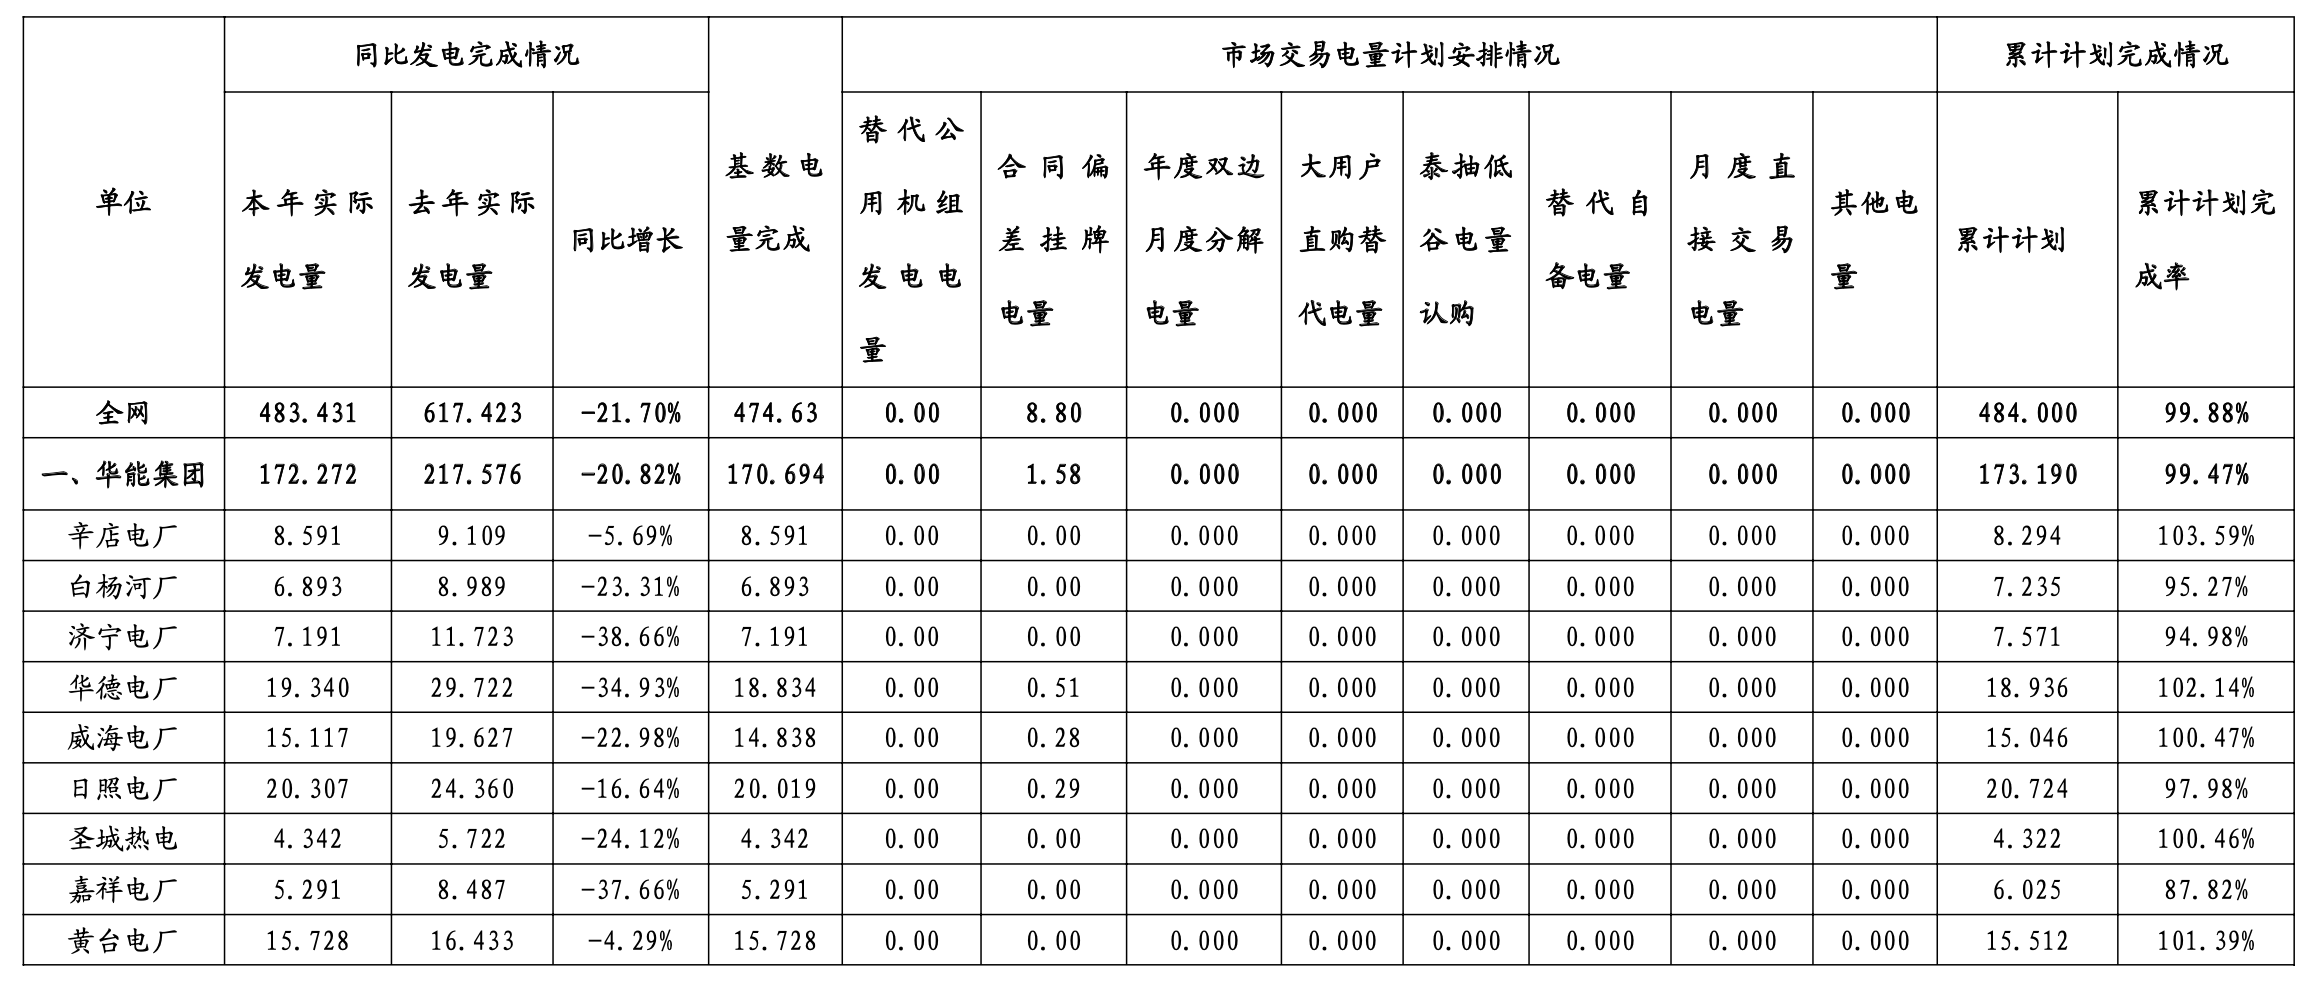 单位 同比发电完成情况 基数电量完成 市场交易电量计划安排情况 累计计划完成情况
本年实际发电量 去年实际发电量 同比增长 替代公用机组发电电量 合同偏差挂牌电量 年度双边月度分解电量 大用户直购替代电量 泰抽低谷电量认购 替代自备电量 月度直接交易电量 其他电量 累计计划 累计计划完成率
全网 483.431 617.423 -21.70% 474.63 0.00 8.80 0.000 0.000 0.000 0.000 0.000 0.000 484.000 99.88%
一、华能集团 172.272 217.576 -20.82% 170.694 0.00 1.58 0.000 0.000 0.000 0.000 0.000 0.000 173.190 99.47%
辛店电厂 8.591 9.109 -5.69% 8.591 0.00 0.00 0.000 0.000 0.000 0.000 0.000 0.000 8.294 103.59%
白杨河厂 6.893 8.989 -23.31% 6.893 0.00 0.00 0.000 0.000 0.000 0.000 0.000 0.000 7.235 95.27%
济宁电厂 7.191 11.723 -38.66% 7.191 0.00 0.00 0.000 0.000 0.000 0.000 0.000 0.000 7.571 94.98%
华德电厂 19.340 29.722 -34.93% 18.834 0.00 0.51 0.000 0.000 0.000 0.000 0.000 0.000 18.936 102.14%
威海电厂 15.117 19.627 -22.98% 14.838 0.00 0.28 0.000 0.000 0.000 0.000 0.000 0.000 15.046 100.47%
日照电厂 20.307 24.360 -16.64% 20.019 0.00 0.29 0.000 0.000 0.000 0.000 0.000 0.000 20.724 97.98%
圣城热电 4.342 5.722 -24.12% 4.342 0.00 0.00 0.000 0.000 0.000 0.000 0.000 0.000 4.322 100.46%
嘉祥电厂 5.291 8.487 -37.66% 5.291 0.00 0.00 0.000 0.000 0.000 0.000 0.000 0.000 6.025 87.82%
黄台电厂 15.728 16.433 -4.29% 15.728 0.00 0.00 0.000 0.000 0.000 0.000 0.000 0.000 15.512 101.39%